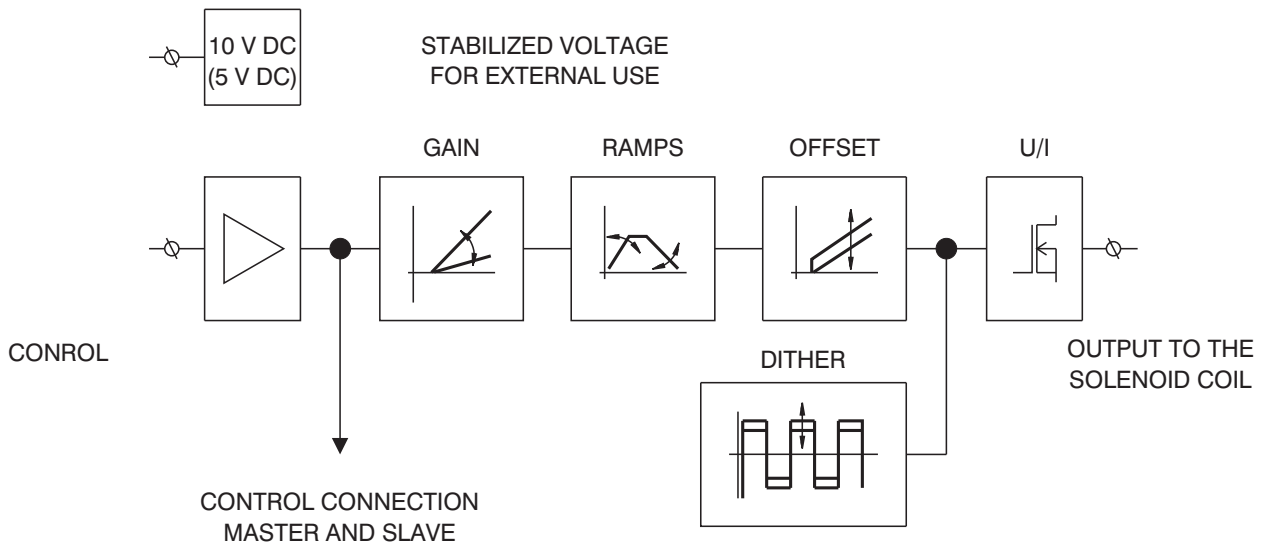 10 V DC
(5 V DC)
STABILIZED VOLTAGE
FOR EXTERNAL USE
GAIN
RAMPS
OFFSET
U/I
CONROL
DITHER
OUTPUT TO THE
SOLENOID COIL
CONTROL CONNECTION
MASTER AND SLAVE